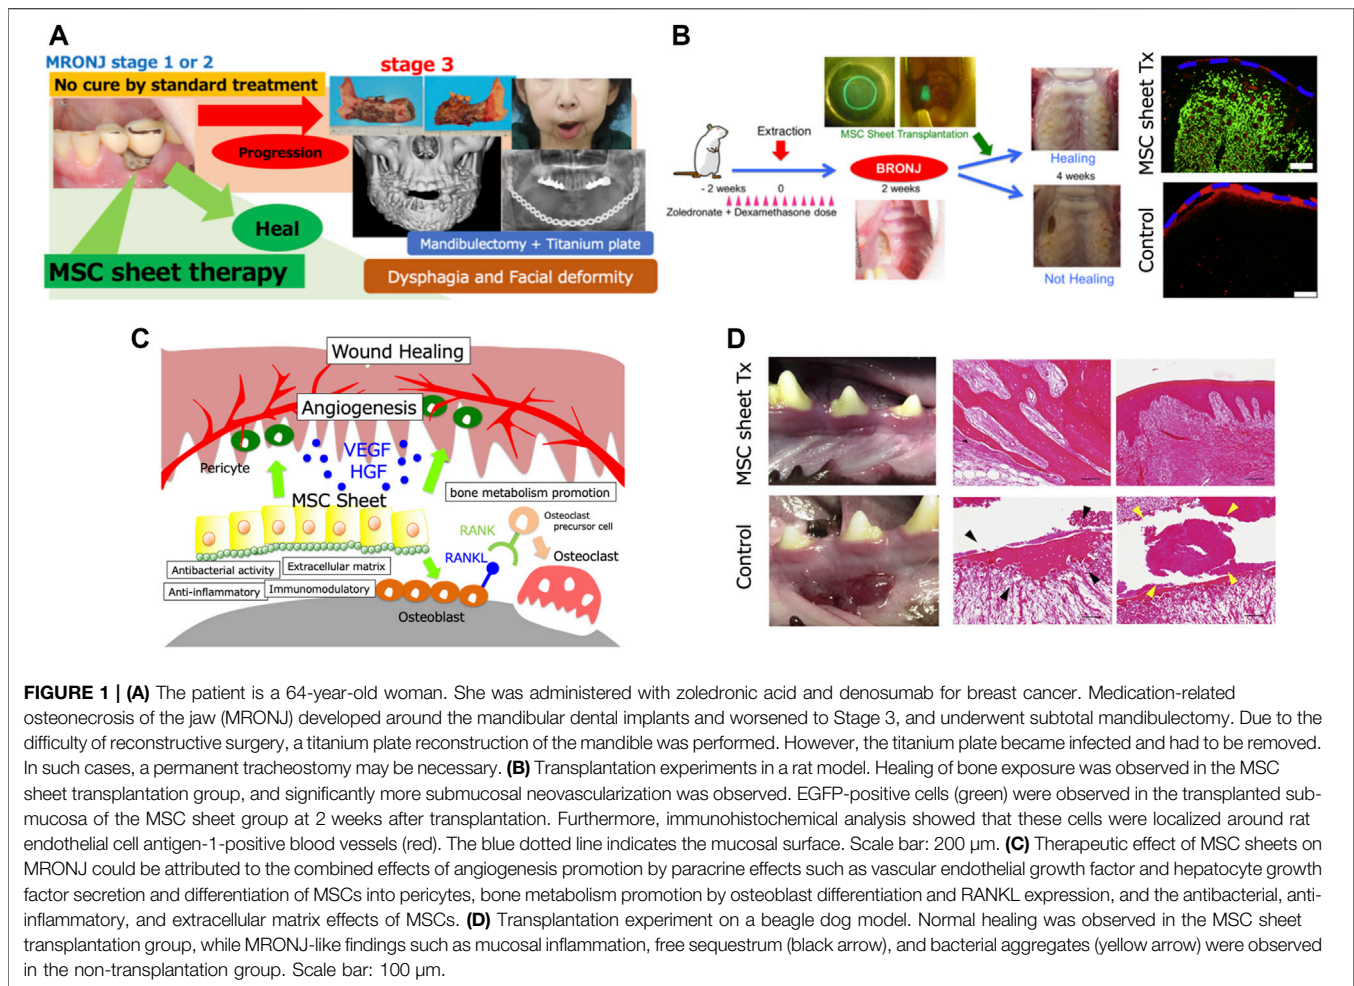 A
MRONJ stage 1 or 2
stage 3
No cure by standard treatment
Progression
Heal
MSC sheet therapy
Mandibulectomy + Titanium plate
Dysphagia and Facial deformity
B
Extraction
MSC Sheet Transplantation
- 2 weeks
0
Zoledronate + Dexamethasone dose
BRONJ
2 weeks
Healing
4 weeks
Not Healing
MSC sheet Tx
Control
C
Wound Healing
Angiogenesis
Pericyte
VEGF
HGF
MSC Sheet
bone metabolism promotion
RANK
Osteoclast
precursor cell
RANKL
Osteoclast
Antibacterial activity
Extracellular matrix
Anti-inflammatory
Immunomodulatory
Osteoblast
D
MSC sheet Tx
Control
FIGURE 1 | (A) The patient is a 64-year-old woman. She was administered with zoledronic acid and denosumab for breast cancer. Medication-related
osteonecrosis of the jaw (MRONJ) developed around the mandibular dental implants and worsened to Stage 3, and underwent subtotal mandibulectomy. Due to the
difficulty of reconstructive surgery, a titanium plate reconstruction of the mandible was performed. However, the titanium plate became infected and had to be removed.
In such cases, a permanent tracheostomy may be necessary. (B) Transplantation experiments in a rat model. Healing of bone exposure was observed in the MSC
sheet transplantation group, and significantly more submucosal neovascularization was observed. EGFP-positive cells (green) were observed in the transplanted sub-
mucosa of the MSC sheet group at 2 weeks after transplantation. Furthermore, immunohistochemical analysis showed that these cells were localized around rat
endothelial cell antigen-1-positive blood vessels (red). The blue dotted line indicates the mucosal surface. Scale bar: 200 µm. (C) Therapeutic effect of MSC sheets on
MRONJ could be attributed to the combined effects of angiogenesis promotion by paracrine effects such as vascular endothelial growth factor and hepatocyte growth
factor secretion and differentiation of MSCs into pericytes, bone metabolism promotion by osteoblast differentiation and RANKL expression, and the antibacterial, anti-
inflammatory, and extracellular matrix effects of MSCs. (D) Transplantation experiment on a beagle dog model. Normal healing was observed in the MSC sheet
transplantation group, while MRONJ-like findings such as mucosal inflammation, free sequestrum (black arrow), and bacterial aggregates (yellow arrow) were observed
in the non-transplantation group. Scale bar: 100 µm.